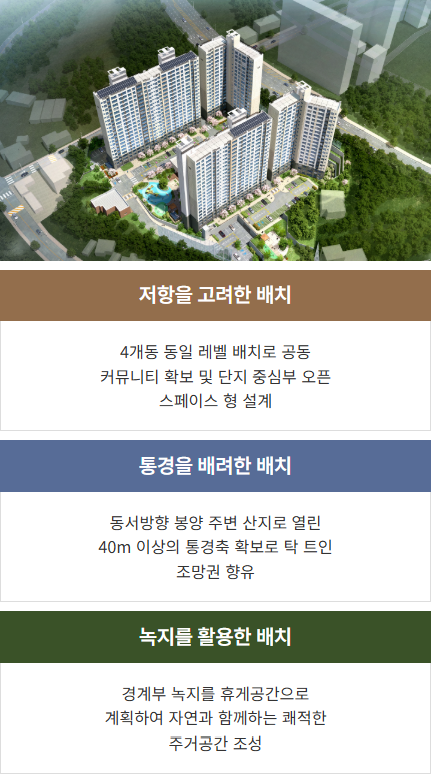 저항을 고려한 배치
4개동 동일 레벨 배치로 공동
커뮤니티 확보 및 단지 중심부 오픈
스페이스 형 설계
통경을 배려한 배치
동서방향 봉양 주변 산지로 열린
40m 이상의 통경축 확보로 탁 트인
조망권 향유
녹지를 활용한 배치
경계부 녹지를 휴게공간으로
계획하여 자연과 함께하는 쾌적한
주거공간 조성